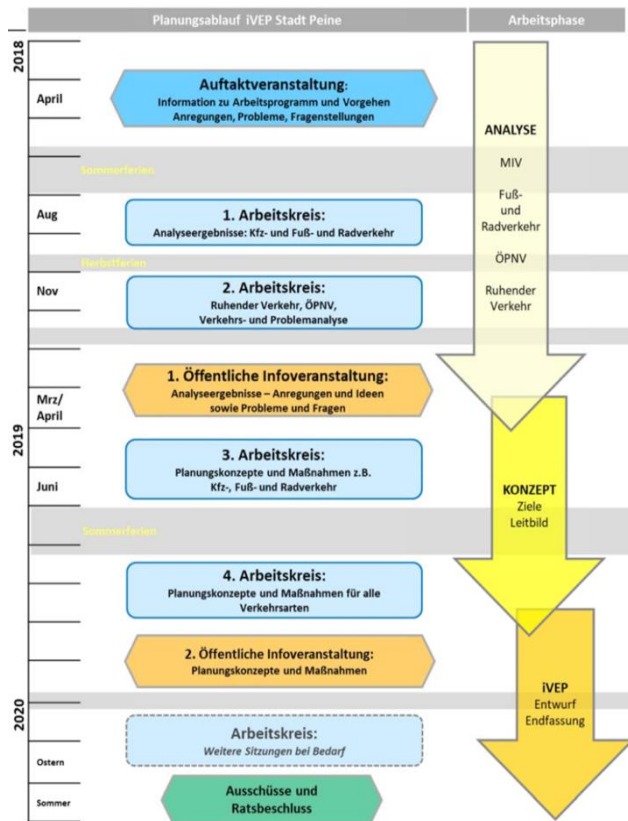 Planungsablauf iVEP Stadt Peine
Arbeitsphase
2018
April
Auftaktveranstaltung:
Information zu Arbeitsprogramm und Vorgehen
Anregungen, Probleme, Fragenstellungen
Sommerferien
Aug
1. Arbeitskreis:
Analyseergebnisse: Kfz- und Fuß- und Radverkehr
Herbstferien
Nov
2. Arbeitskreis:
Ruhender Verkehr, ÖPNV,
Verkehrs- und Problemanalyse
ANALYSE
MIV
Fuß-
und
Radverkehr
ÖPNV
Ruhender
Verkehr
2019
Mrz/
April
1. Öffentliche Infoveranstaltung:
Analyseergebnisse – Anregungen und Ideen
sowie Probleme und Fragen
Juni
3. Arbeitskreis:
Planungskonzepte und Maßnahmen z.B.
Kfz-, Fuß- und Radverkehr
Sommerferien
KONZEPT
Ziele
Leitbild
4. Arbeitskreis:
Planungskonzepte und Maßnahmen für alle
Verkehrsarten
2. Öffentliche Infoveranstaltung:
Planungskonzepte und Maßnahmen
2020
Arbeitskreis:
Weitere Sitzungen bei Bedarf
Ostern
Sommer
Ausschüsse und
Ratsbeschluss
iVEP
Entwurf
Endfassung